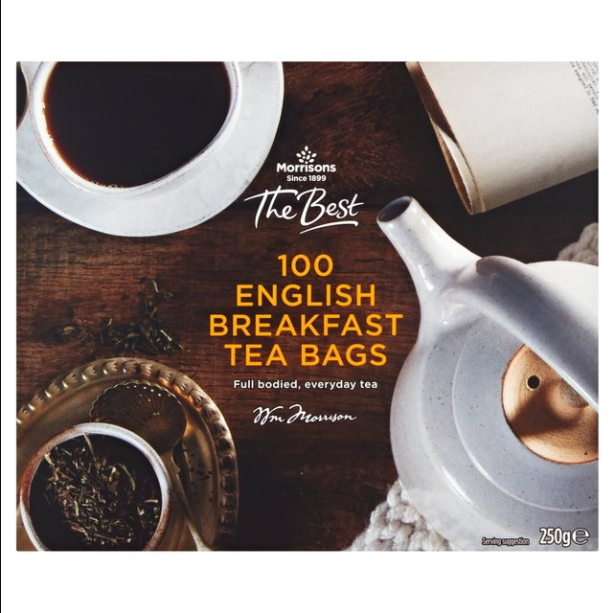 Morrisons
Since 1899
The Best
100
ENGLISH
BREAKFAST
TEA BAGS
Full bodied, everyday tea
Wm Morrison
Serving suggestion
250g℮